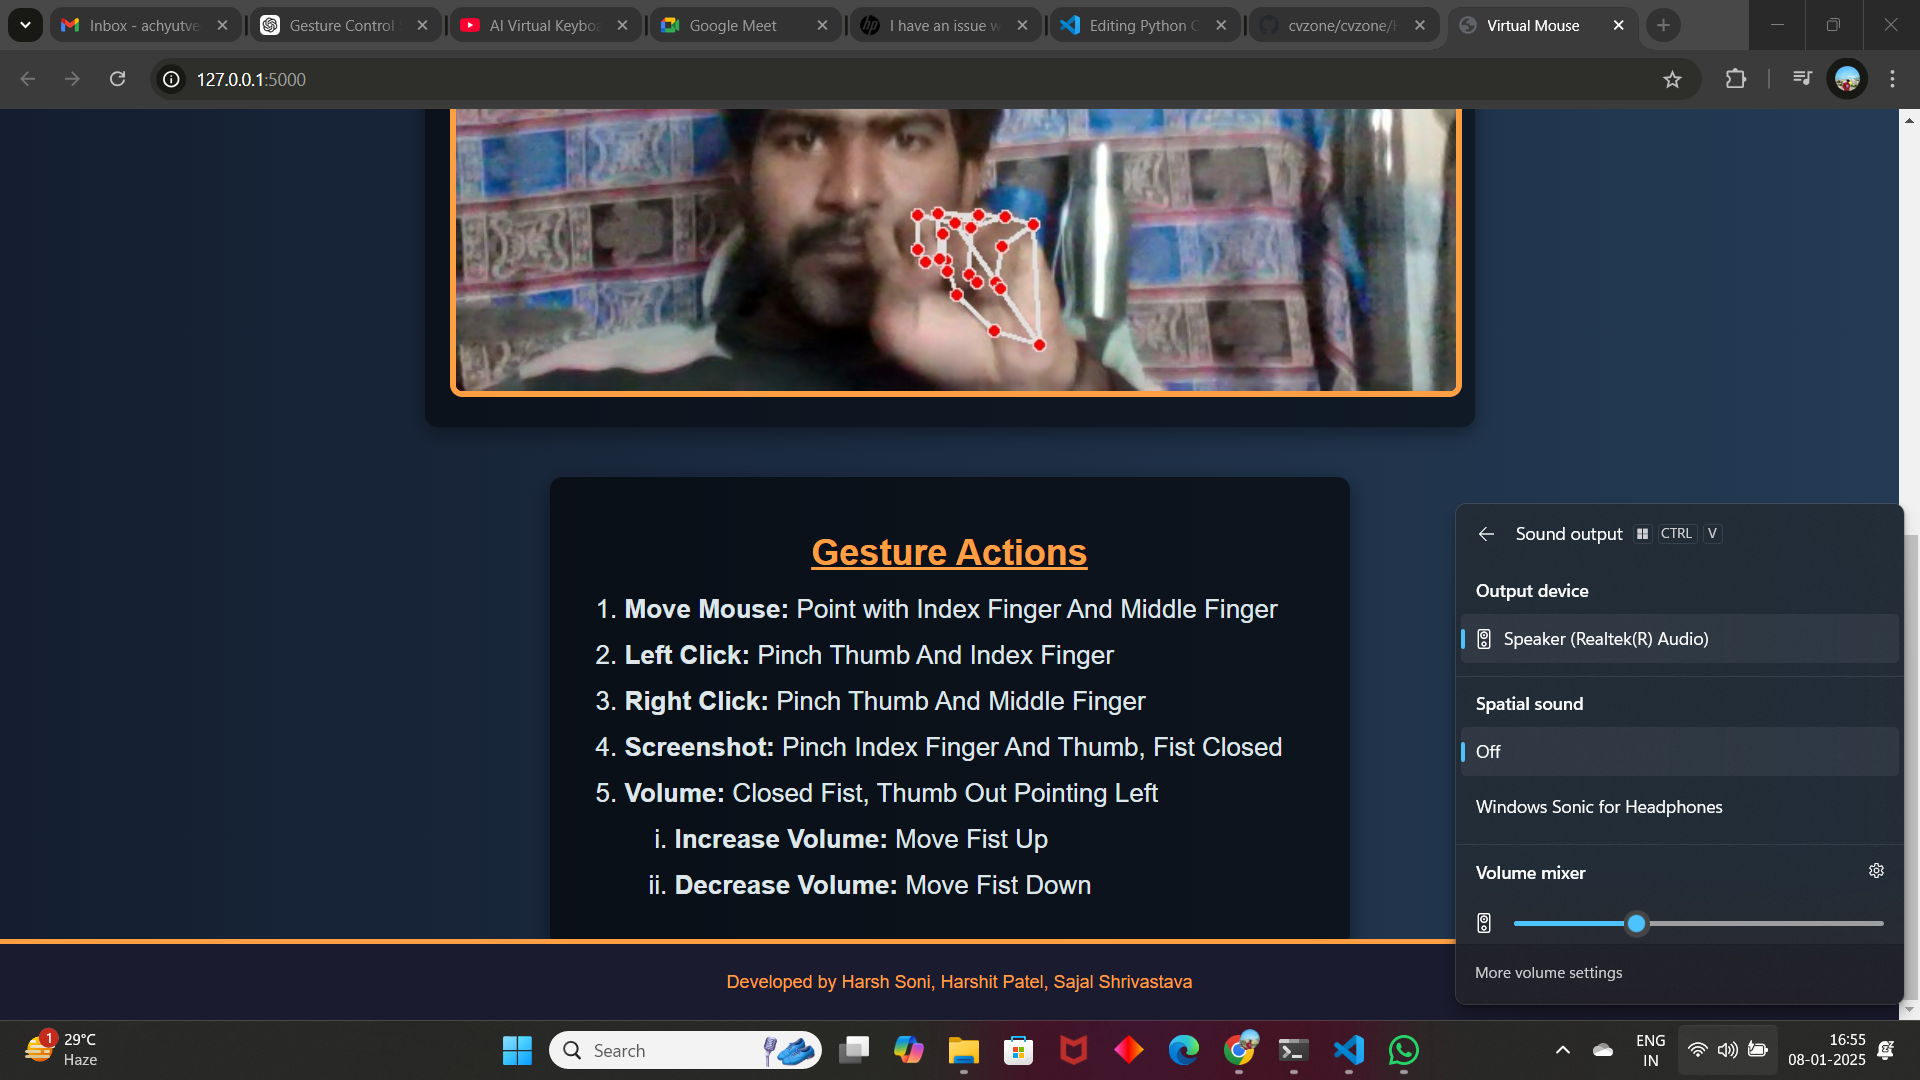 Inbox - achyutve
Gesture Control
AI Virtual Keybo
Google Meet
I have an issue w
Editing Python C
cvzone/cvzone/
Virtual Mouse
127.0.0.1:5000
Gesture Actions
1. Move Mouse: Point with Index Finger And Middle Finger
2. Left Click: Pinch Thumb And Index Finger
3. Right Click: Pinch Thumb And Middle Finger
4. Screenshot: Pinch Index Finger And Thumb, Fist Closed
5. Volume: Closed Fist, Thumb Out Pointing Left
i. Increase Volume: Move Fist Up
ii. Decrease Volume: Move Fist Down
Developed by Harsh Soni, Harshit Patel, Sajal Shrivastava
Sound output CTRL V
Output device
Speaker (Realtek(R) Audio)
Spatial sound
Off
Windows Sonic for Headphones
Volume mixer
More volume settings
1
29°C
Haze
Search
ENG
IN
16:55
08-01-2025